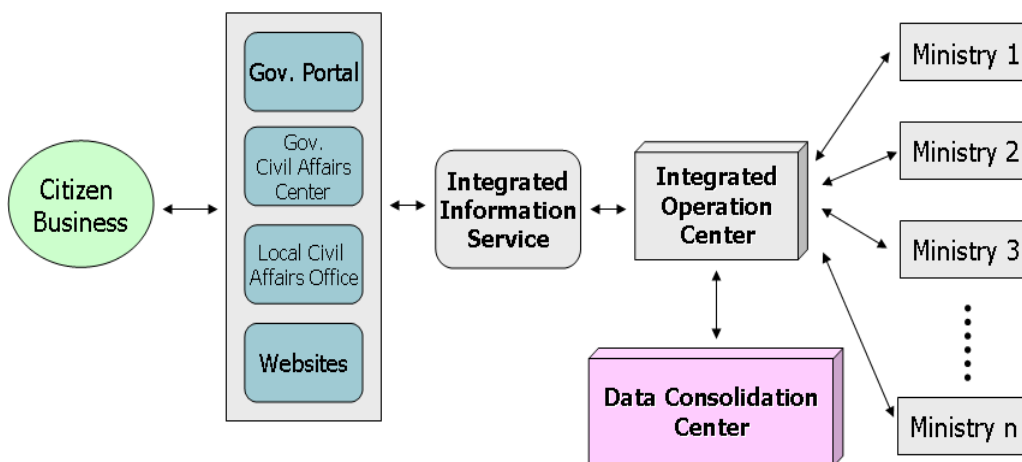 Citizen
Business
Gov. Portal
Gov.
Civil Affairs
Center
Local Civil
Affairs Office
Websites
Integrated
Information
Service
Integrated
Operation
Center
Data Consolidation
Center
Ministry 1
Ministry 2
Ministry 3
Ministry n